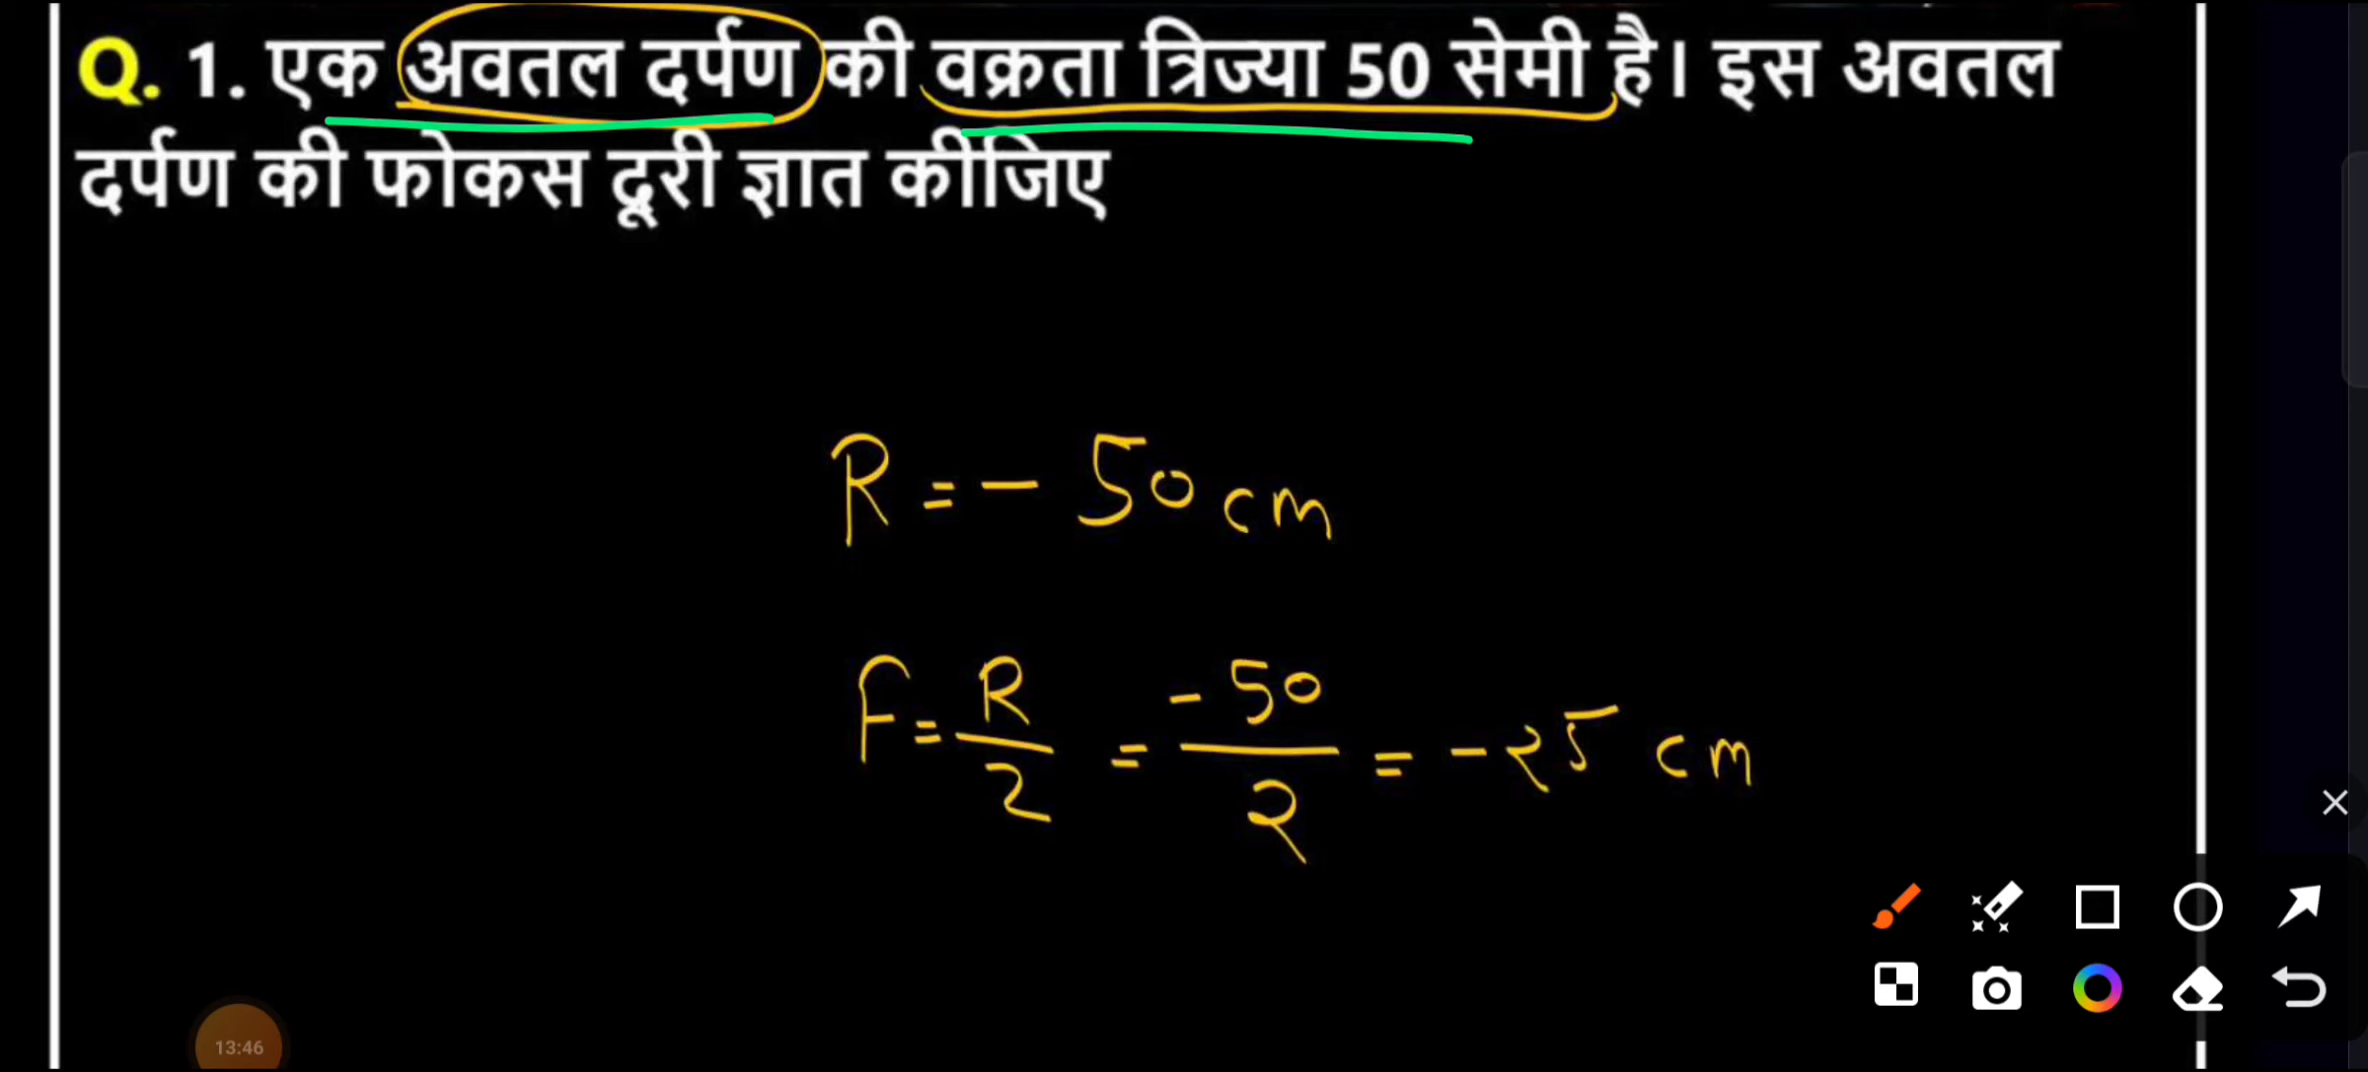 Q. 1. एक अवतल दर्पण की वक्रता त्रिज्या 50 सेमी है। इस अवतल
दर्पण की फोकस दूरी ज्ञात कीजिए
R = - 50 cm
F = R/2 = -50/2 = -25 cm
13:46